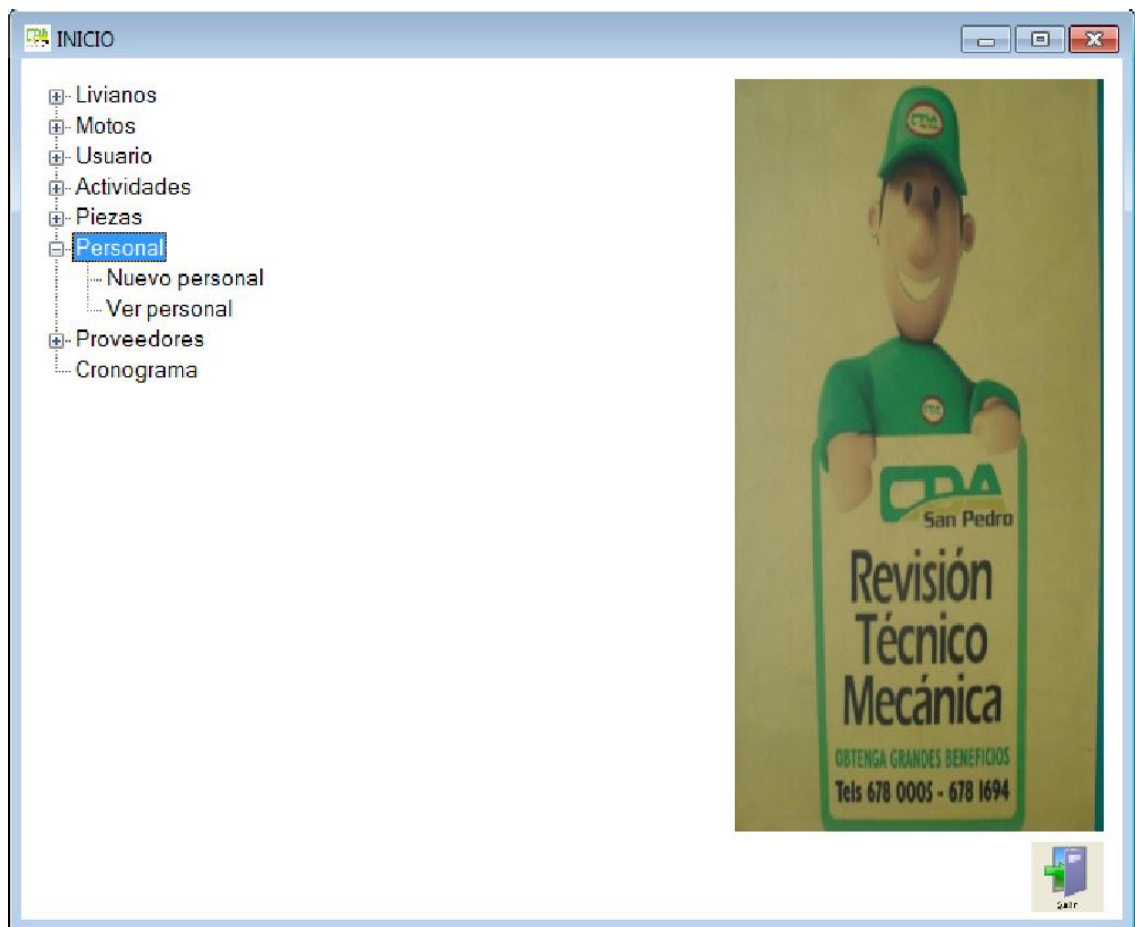 INICIO
Livianos
Motos
Usuario
Actividades
Piezas
Personal
Nuevo personal
Ver personal
Proveedores
Cronograma
CDA
CDA
CDA
San Pedro
Revisión
Técnico
Mecánica
OBTENGA GRANDES BENEFICIOS
Tels 678 0005 - 678 1694
Salir